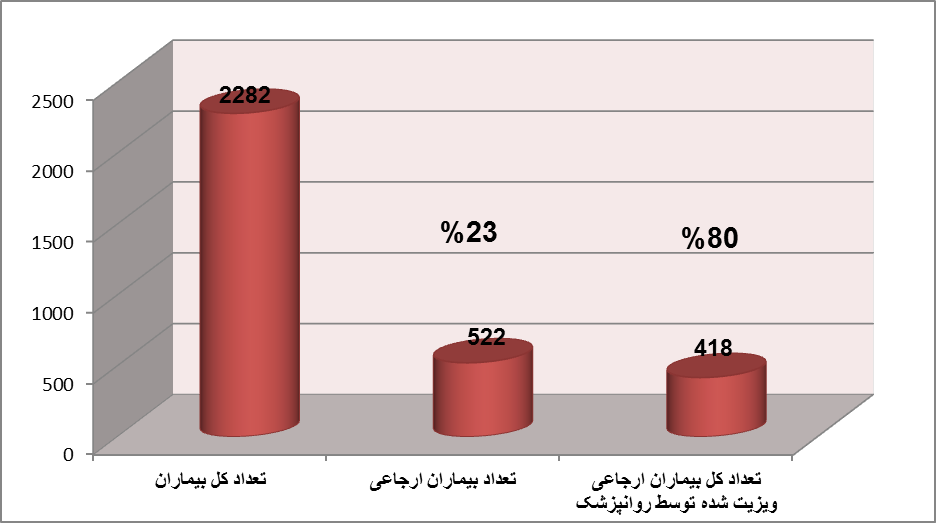 2500
2000
1500
1000
500
0
2282
522
418
%23
%80
تعداد کل بیماران
تعداد بیماران ارجاعی
تعداد کل بیماران ارجاعی
ویزیت شده توسط روانپزشک